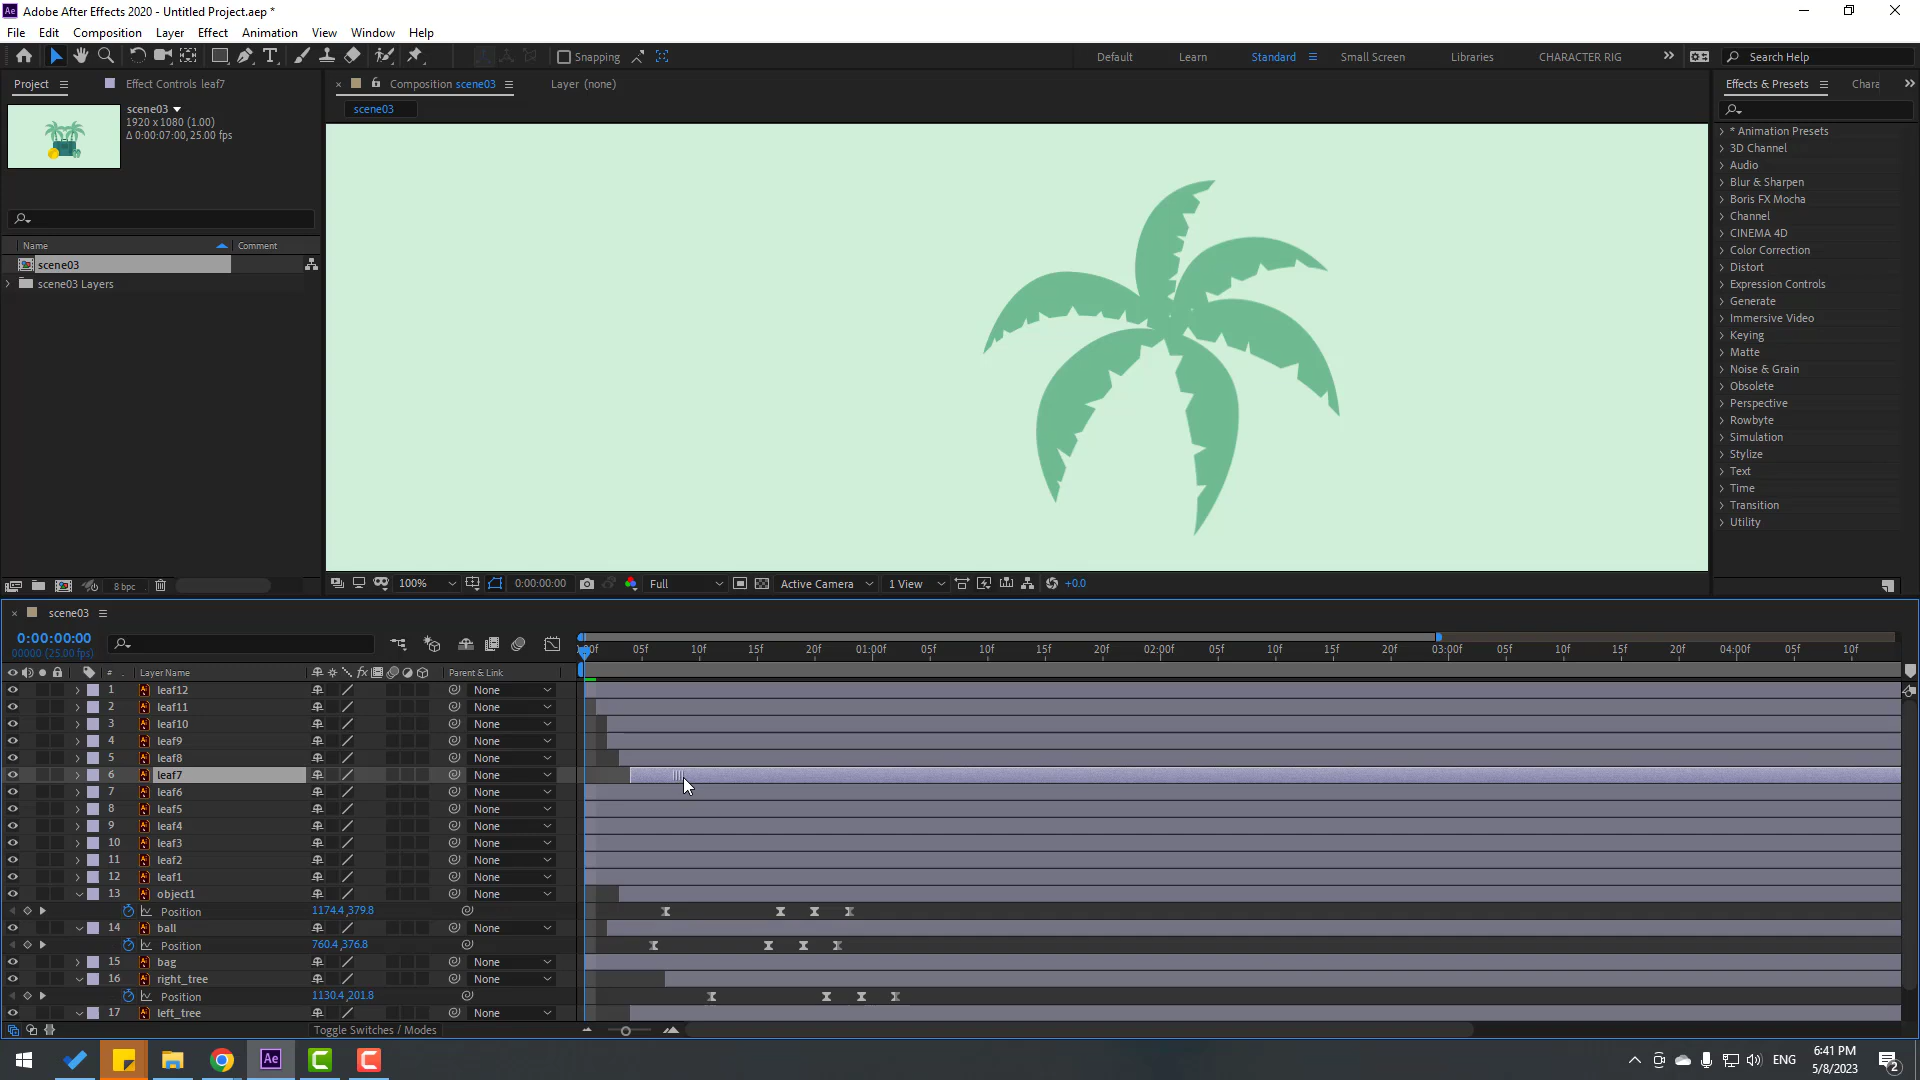 Adobe After Effects 2020 - Untitled Project.aep *
File Edit Composition Layer Effect Animation View Window Help
Snapping Default Learn Standard Small Screen Libraries CHARACTER RIG Search Help
Project Effect Controls leaf7 Composition scene03 Layer (none) Effects & Presets Chara
scene03
1920 x 1080 (1.00)
Δ 0:00:07:00, 25.00 fps
scene03
Name Comment
scene03
scene03 Layers
* Animation Presets
3D Channel
Audio
Blur & Sharpen
Boris FX Mocha
Channel
CINEMA 4D
Color Correction
Distort
Expression Controls
Generate
Immersive Video
Keying
Matte
Noise & Grain
Obsolete
Perspective
Rowbyte
Simulation
Stylize
Text
Time
Transition
Utility
8 bpc 100% 0:00:00:00 Full Active Camera 1 View +0.0
scene03
0:00:00:00
00000 (25.00 fps)
:00f 05f 10f 15f 20f 01:00f 05f 10f 15f 20f 02:00f 05f 10f 15f 20f 03:00f 05f 10f 15f 20f 04:00f 05f 10f
# Layer Name fx Parent & Link
1 leaf12 None
2 leaf11 None
3 leaf10 None
4 leaf9 None
5 leaf8 None
6 leaf7 None
7 leaf6 None
8 leaf5 None
9 leaf4 None
10 leaf3 None
11 leaf2 None
12 leaf1 None
13 object1 None
Position 1174.4,379.8
14 ball None
Position 760.4,376.8
15 bag None
16 right_tree None
Position 1130.4,201.8
17 left_tree None
Toggle Switches / Modes
ENG
6:41 PM
5/8/2023
2